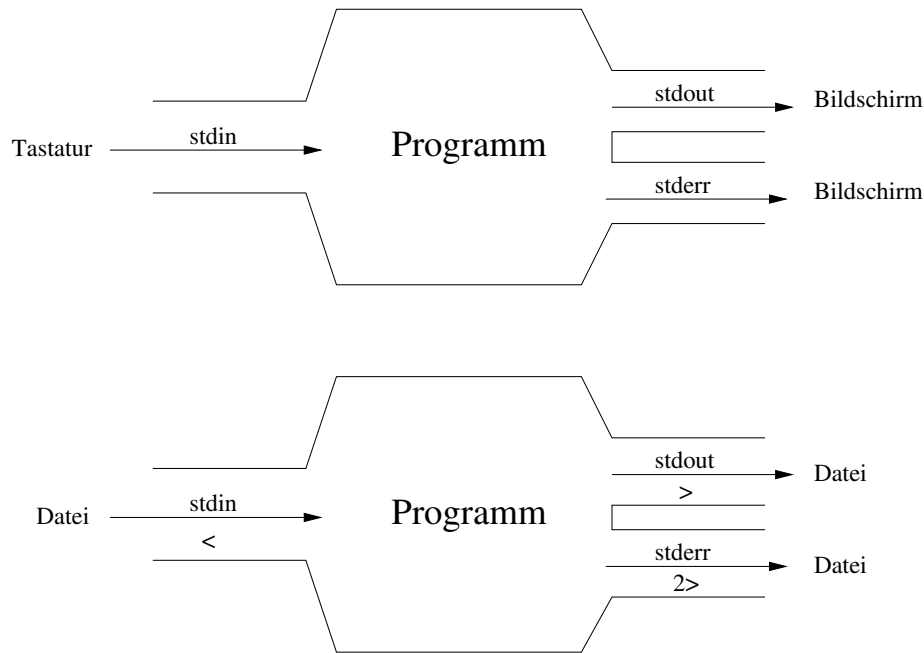 stdout
Bildschirm
Tastatur
stdin
Programm
stderr
Bildschirm
stdout
Datei
>
Datei
stdin
<
Programm
stderr
Datei
2>